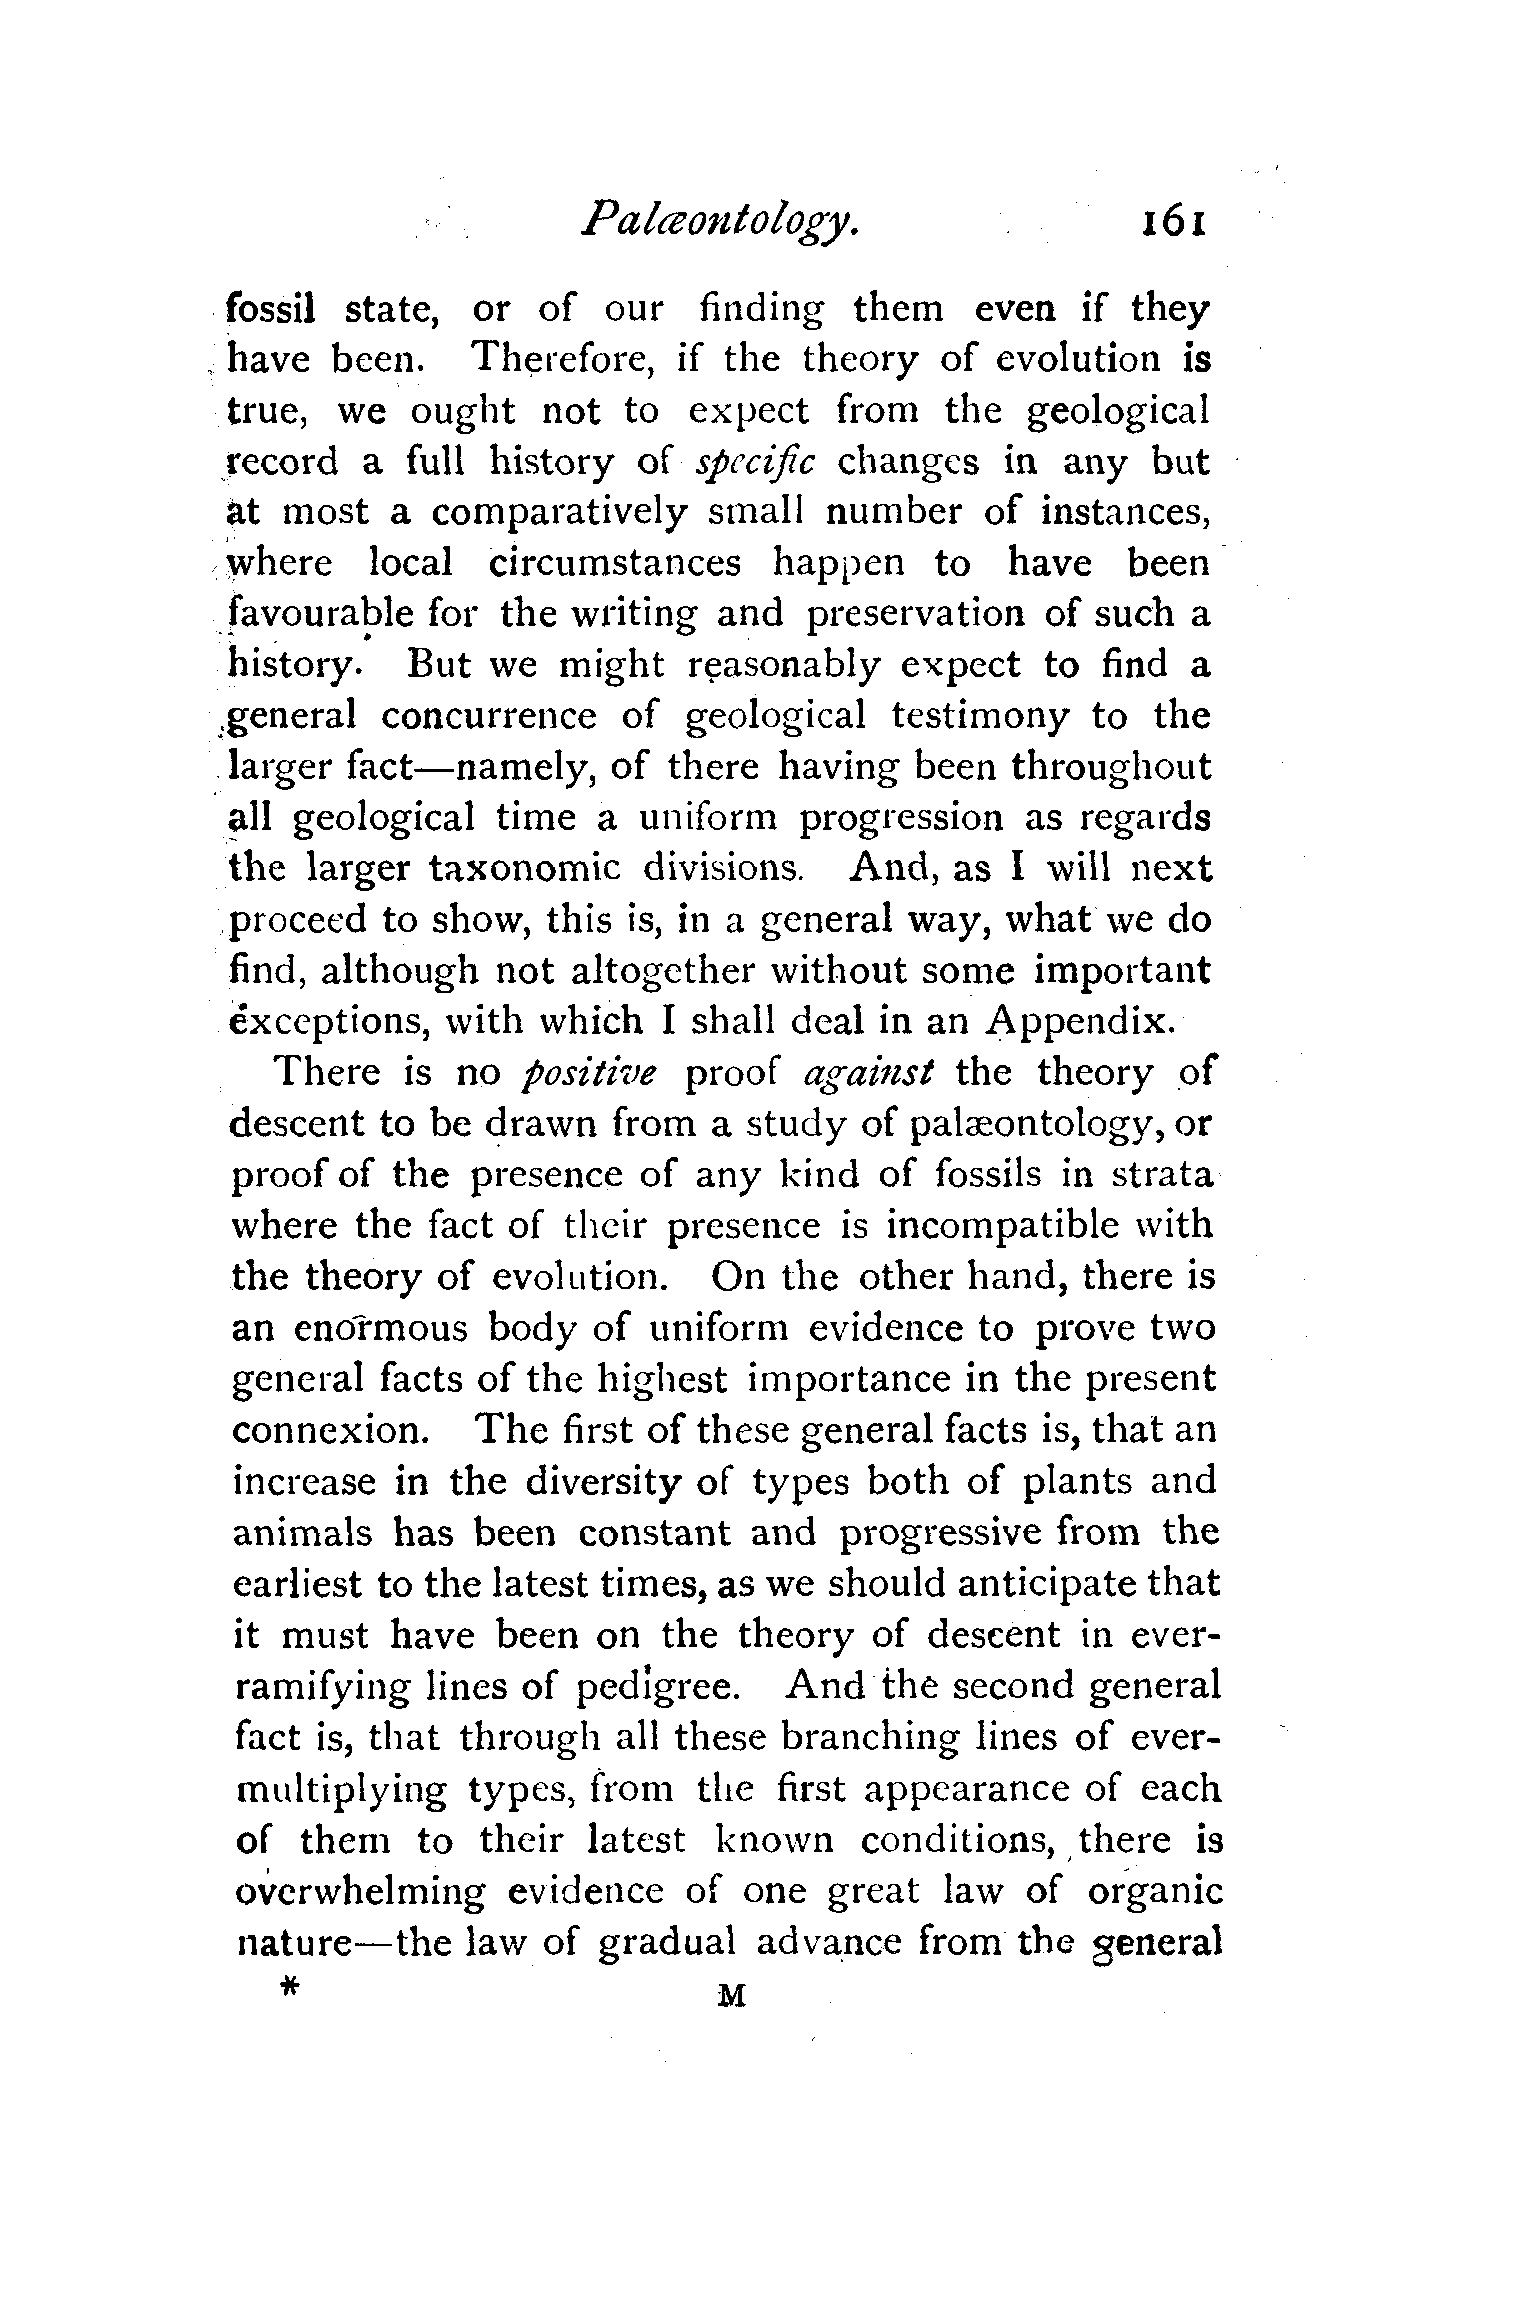 Palæontology. 161
fossil state, or of our finding them even if they
have been. Therefore, if the theory of evolution is
true, we ought not to expect from the geological
record a full history of specific changes in any but
at most a comparatively small number of instances,
where local circumstances happen to have been
favourable for the writing and preservation of such a
history. But we might reasonably expect to find a
general concurrence of geological testimony to the
larger fact—namely, of there having been throughout
all geological time a uniform progression as regards
the larger taxonomic divisions. And, as I will next
proceed to show, this is, in a general way, what we do
find, although not altogether without some important
exceptions, with which I shall deal in an Appendix.
There is no positive proof against the theory of
descent to be drawn from a study of palæontology, or
proof of the presence of any kind of fossils in strata
where the fact of their presence is incompatible with
the theory of evolution. On the other hand, there is
an enormous body of uniform evidence to prove two
general facts of the highest importance in the present
connexion. The first of these general facts is, that an
increase in the diversity of types both of plants and
animals has been constant and progressive from the
earliest to the latest times, as we should anticipate that
it must have been on the theory of descent in ever-
ramifying lines of pedigree. And the second general
fact is, that through all these branching lines of ever-
multiplying types, from the first appearance of each
of them to their latest known conditions, there is
overwhelming evidence of one great law of organic
nature—the law of gradual advance from the general
* M